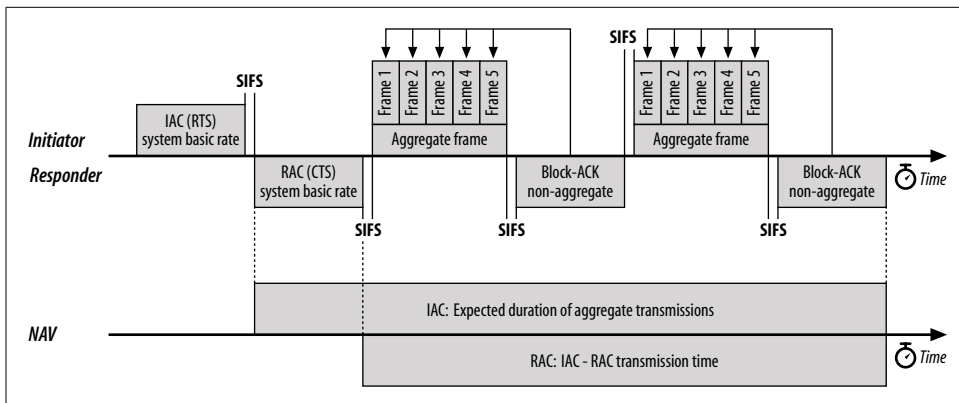 SIFS
SIFS
Frame 1
Frame 2
Frame 3
Frame 4
Frame 5
Frame 1
Frame 2
Frame 3
Frame 4
Frame 5
IAC (RTS)
system basic rate
Aggregate frame
Aggregate frame
Initiator
Responder
RAC (CTS)
system basic rate
Block-ACK
non-aggregate
Block-ACK
non-aggregate
Time
SIFS
SIFS
SIFS
IAC: Expected duration of aggregate transmissions
NAV
RAC: IAC - RAC transmission time
Time